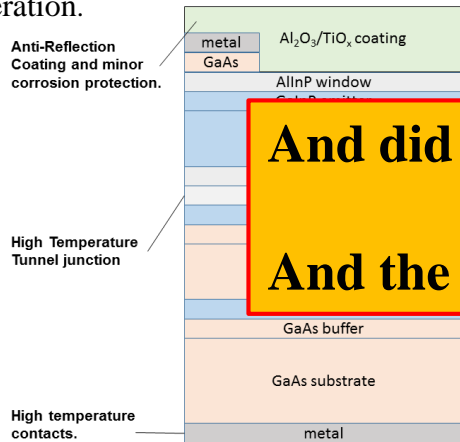 eration.
Anti-Reflection
Coating and minor
corrosion protection.
metal
Al₂O₃/TiOₓ coating
GaAs
AlInP window
And did
High Temperature
Tunnel junction
And the
GaAs buffer
GaAs substrate
High temperature
contacts.
metal